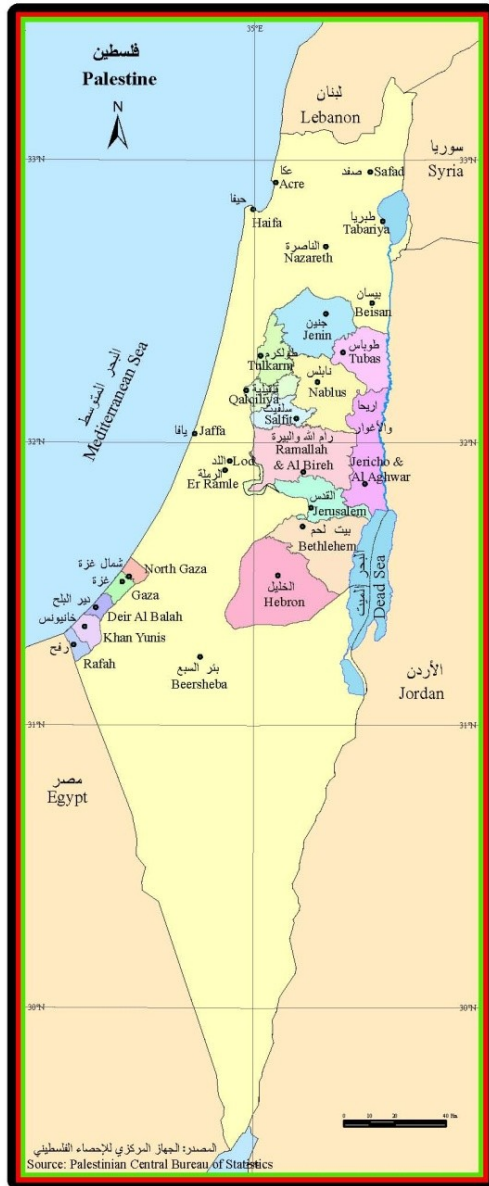 فلسطين
Palestine
N
35°E
لبنان
Lebanon
سوريا
Syria
33°N
33°N
عكا
Acre
صفد
Safad
حيفا
Haifa
طبريا
Tabariya
الناصرة
Nazareth
بيسان
Beisan
جنين
Jenin
طوباس
Tubas
طولكرم
Tulkarm
نابلس
Nablus
قلقيلية
Qalqiliya
سلفيت
Salfit
اريحا
والاغوار
Jericho &
Al Aghwar
البحر المتوسط
Mediterranean Sea
32°N
32°N
يافا
Jaffa
رام الله والبيرة
Ramallah
& Al Bireh
اللد
Lod
الرملة
Er Ramle
القدس
Jerusalem
بيت لحم
Bethlehem
البحر الميت
Dead Sea
الخليل
Hebron
شمال غزة
North Gaza
غزة
Gaza
دير البلح
Deir Al Balah
خانيونس
Khan Yunis
رفح
Rafah
بئر السبع
Beersheba
الأردن
Jordan
31°N
31°N
مصر
Egypt
30°N
30°N
0 5 10 20 30 40
المصدر: الجهاز المركزي للإحصاء الفلسطيني
Source: Palestinian Central Bureau of Statistics